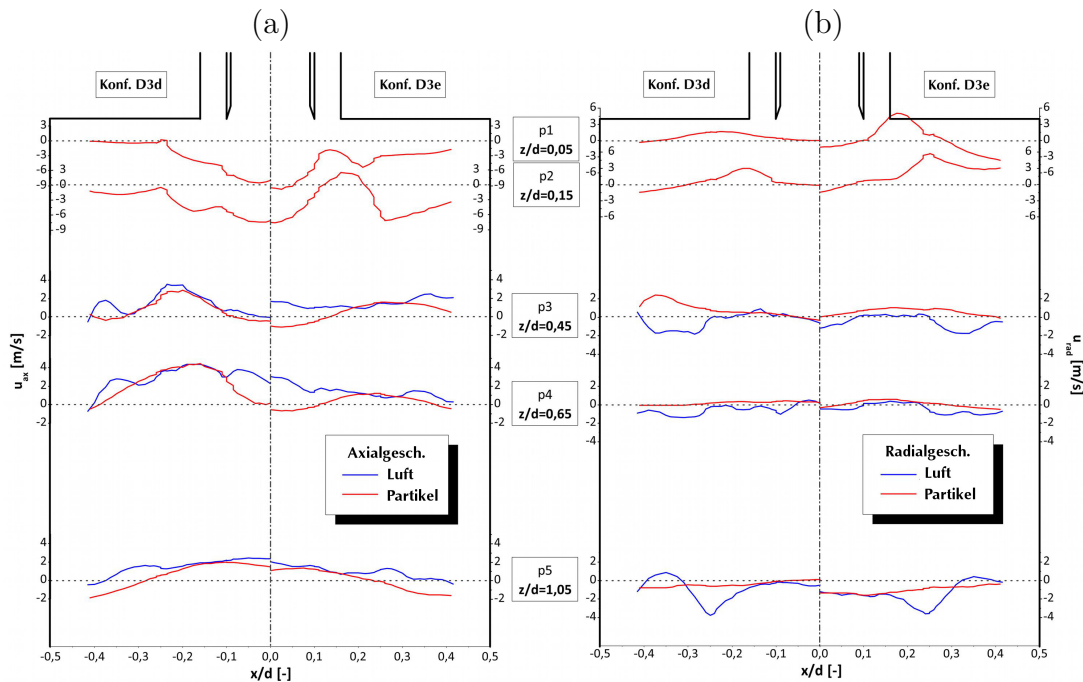 (a) (b)
Konf. D3d Konf. D3e Konf. D3d Konf. D3e
p1
z/d=0,05
p2
z/d=0,15
p3
z/d=0,45
p4
z/d=0,65
p5
z/d=1,05
3 0 -3 -6 -9
3 0 -3 -6 -9
4 2 0 -2
4 2 0 -2
4 2 0 -2
3 0 -3 -6 -9
3 0 -3 -6 -9
4 2 0 -2
4 2 0 -2
4 2 0 -2
6 3 0 -3 -6
6 3 0 -3 -6
2 0 -2 -4
2 0 -2 -4
2 0 -2 -4
6 3 0 -3 -6
6 3 0 -3 -6
2 0 -2 -4
2 0 -2 -4
2 0 -2 -4
u_ax [m/s]
u_rad [m/s]
Axialgesch.
Luft
Partikel
Radialgesch.
Luft
Partikel
-0,5 -0,4 -0,3 -0,2 -0,1 0,0 0,1 0,2 0,3 0,4 0,5
x/d [-]
-0,5 -0,4 -0,3 -0,2 -0,1 0,0 0,1 0,2 0,3 0,4 0,5
x/d [-]